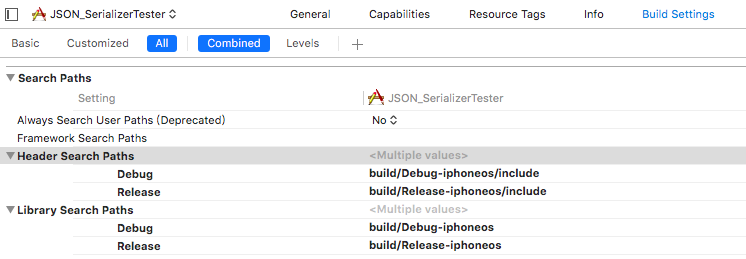 JSON_SerializerTester General Capabilities Resource Tags Info Build Settings
Basic Customized All Combined Levels +
Search Paths
Setting JSON_SerializerTester
Always Search User Paths (Deprecated) No
Framework Search Paths
Header Search Paths <Multiple values>
Debug build/Debug-iphoneos/include
Release build/Release-iphoneos/include
Library Search Paths <Multiple values>
Debug build/Debug-iphoneos
Release build/Release-iphoneos